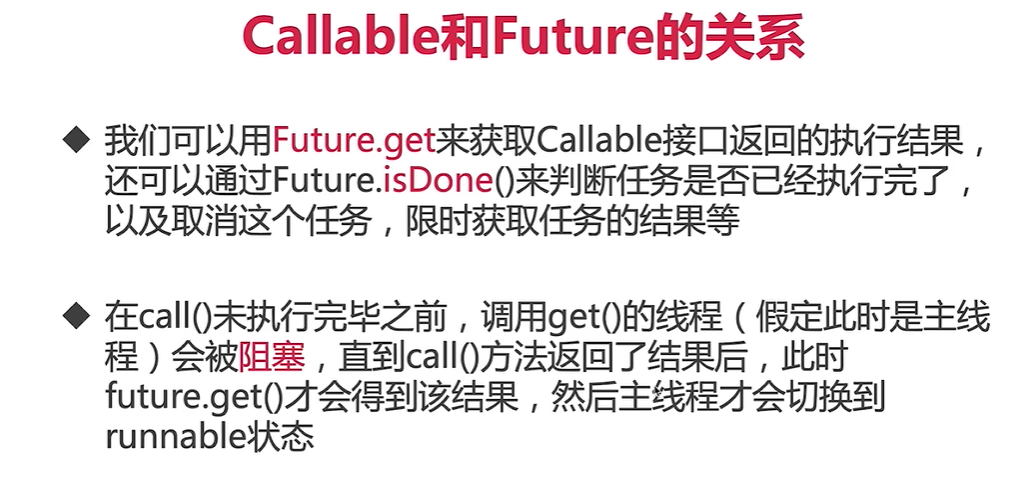 Callable和Future的关系
◆ 我们可以用Future.get来获取Callable接口返回的执行结果，
还可以通过Future.isDone()来判断任务是否已经执行完了，
以及取消这个任务，限时获取任务的结果等
◆ 在call()未执行完毕之前，调用get()的线程（假定此时是主线
程）会被阻塞，直到call()方法返回了结果后，此时
future.get()才会得到该结果，然后主线程才会切换到
runnable状态